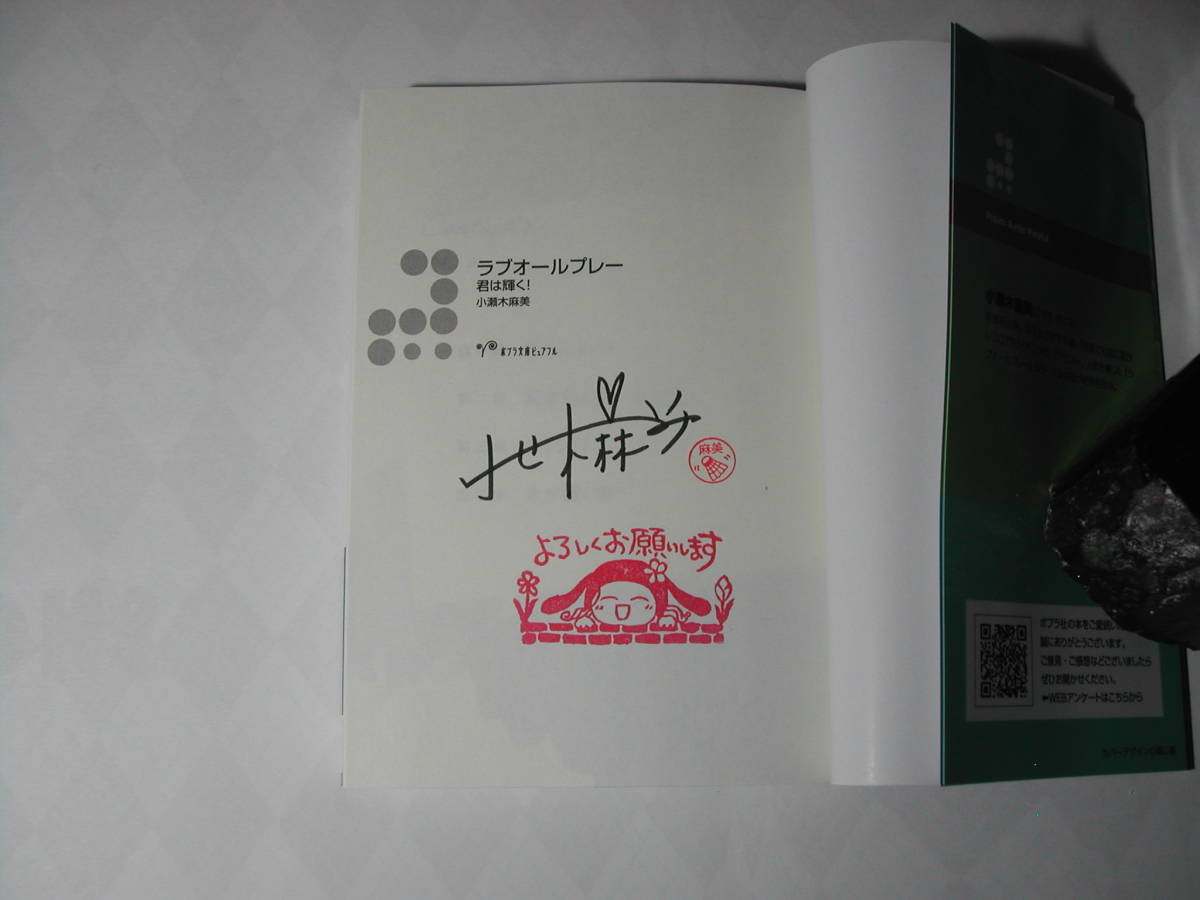 ラブオールプレー
君は輝く!
小瀬木麻美
ポプラ文庫ピュアフル
麻美
よろしくお願いします
小瀬木麻美
ポプラ社の本をご愛読し
誠にありがとうございます。
ご意見・ご感想などございましたら
ぜひお聞かせください。
⬅WEBアンケートはこちらから